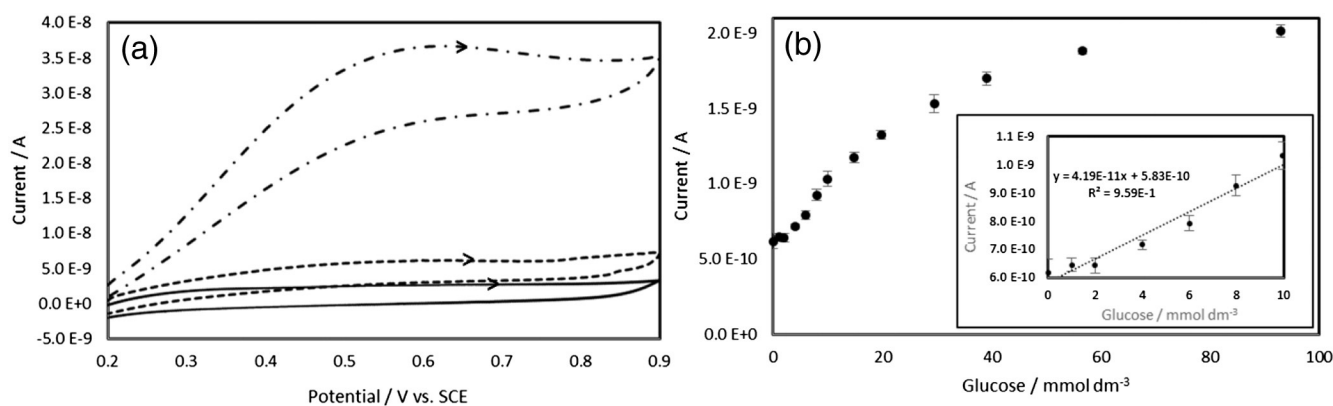 (a)
4.0 E-8
3.5 E-8
3.0 E-8
2.5 E-8
2.0 E-8
1.5 E-8
1.0 E-8
5.0 E-9
0.0 E+0
-5.0 E-9
Current / A
0.2 0.3 0.4 0.5 0.6 0.7 0.8 0.9
Potential / V vs. SCE
(b)
2.0 E-9
1.5 E-9
1.0 E-9
5.0 E-10
0.0 E+0
Current / A
0 20 40 60 80 100
Glucose / mmol dm-3
1.1 E-9
1.0 E-9
9.0 E-10
8.0 E-10
7.0 E-10
6.0 E-10
Current / A
y = 4.19E-11x + 5.83E-10
R² = 9.59E-1
0 2 4 6 8 10
Glucose / mmol dm-3